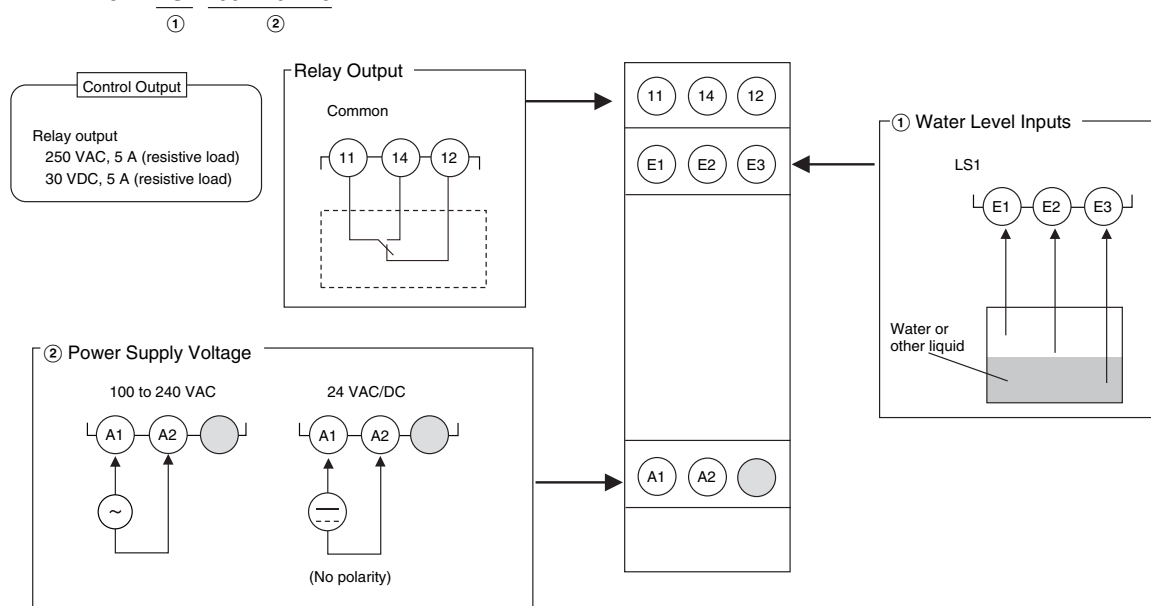 ① ②
Control Output
Relay output
250 VAC, 5 A (resistive load)
30 VDC, 5 A (resistive load)
Relay Output
Common
11 14 12
11 14 12
E1 E2 E3
① Water Level Inputs
LS1
E1 E2 E3
Water or
other liquid
② Power Supply Voltage
100 to 240 VAC
A1 A2
~
24 VAC/DC
A1 A2
(No polarity)
A1 A2